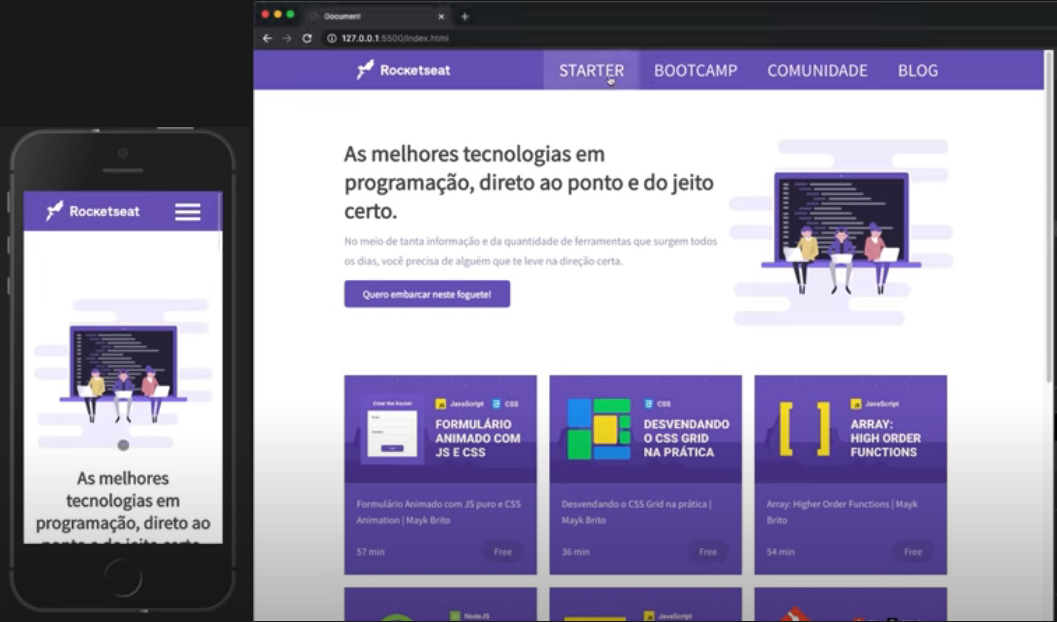 Document
127.0.0.1:5500/index.html
Rocketseat
STARTER
BOOTCAMP
COMUNIDADE
BLOG
As melhores tecnologias em
programação, direto ao ponto e do jeito
certo.
No meio de tanta informação e da quantidade de ferramentas que surgem todos
os dias, você precisa de alguém que te leve na direção certa.
Quero embarcar neste foguete!
Rocketseat
As melhores
tecnologias em
programação, direto ao
ponto e do jeito certo.
Enter the Rocket
JavaScript
CSS
FORMULÁRIO
ANIMADO COM
JS E CSS
Formulário Animado com JS puro e CSS
Animation | Mayk Brito
57 min
Free
CSS
DESVENDANDO
O CSS GRID
NA PRÁTICA
Desvendando o CSS Grid na prática |
Mayk Brito
36 min
Free
JavaScript
ARRAY:
HIGH ORDER
FUNCTIONS
Array: Higher Order Functions | Mayk
Brito
54 min
Free
NodeJS
JavaScript